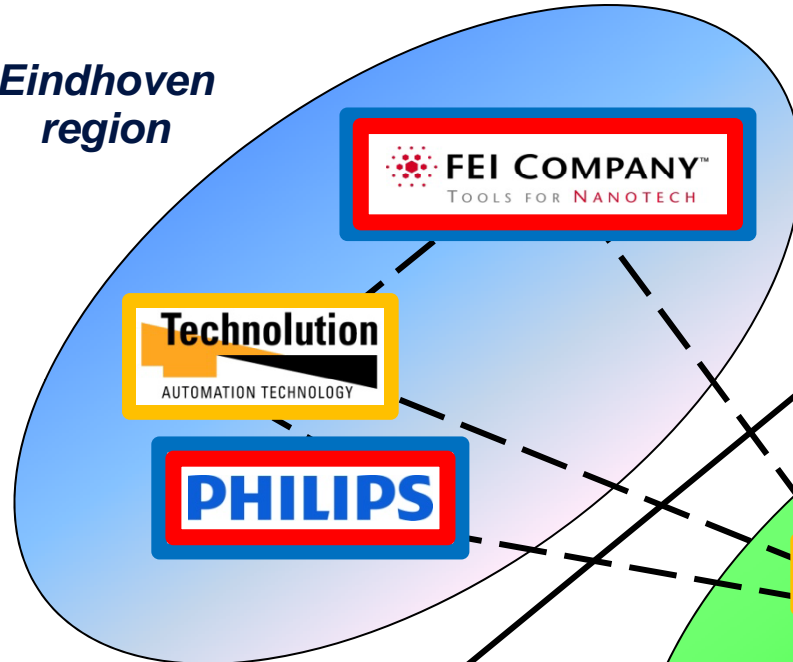 Eindhoven
region
FEI COMPANY™
TOOLS FOR NANOTECH
Technolution
AUTOMATION TECHNOLOGY
PHILIPS